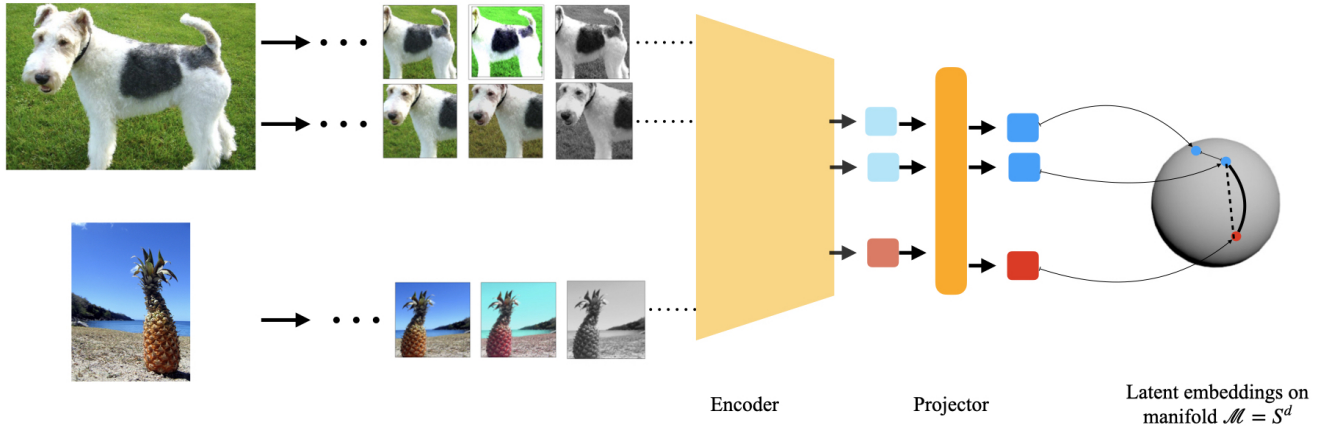 Encoder
Projector
Latent embeddings on
manifold ℳ = S^d